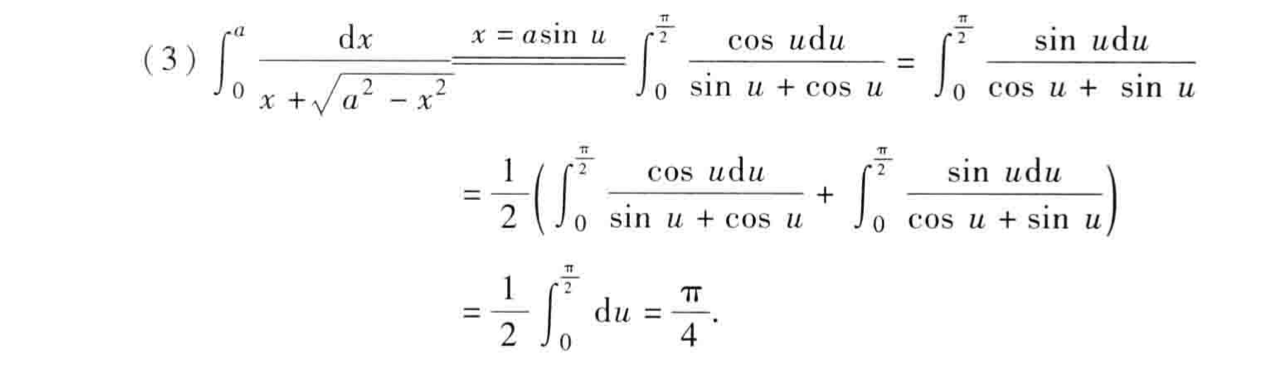 (3) ∫₀^a dx / (x + √(a² − x²)) =(x = a sin u)= ∫₀^(π/2) cos u du / (sin u + cos u) = ∫₀^(π/2) sin u du / (cos u + sin u)
= 1/2 ( ∫₀^(π/2) cos u du / (sin u + cos u) + ∫₀^(π/2) sin u du / (cos u + sin u) )
= 1/2 ∫₀^(π/2) du = π/4.